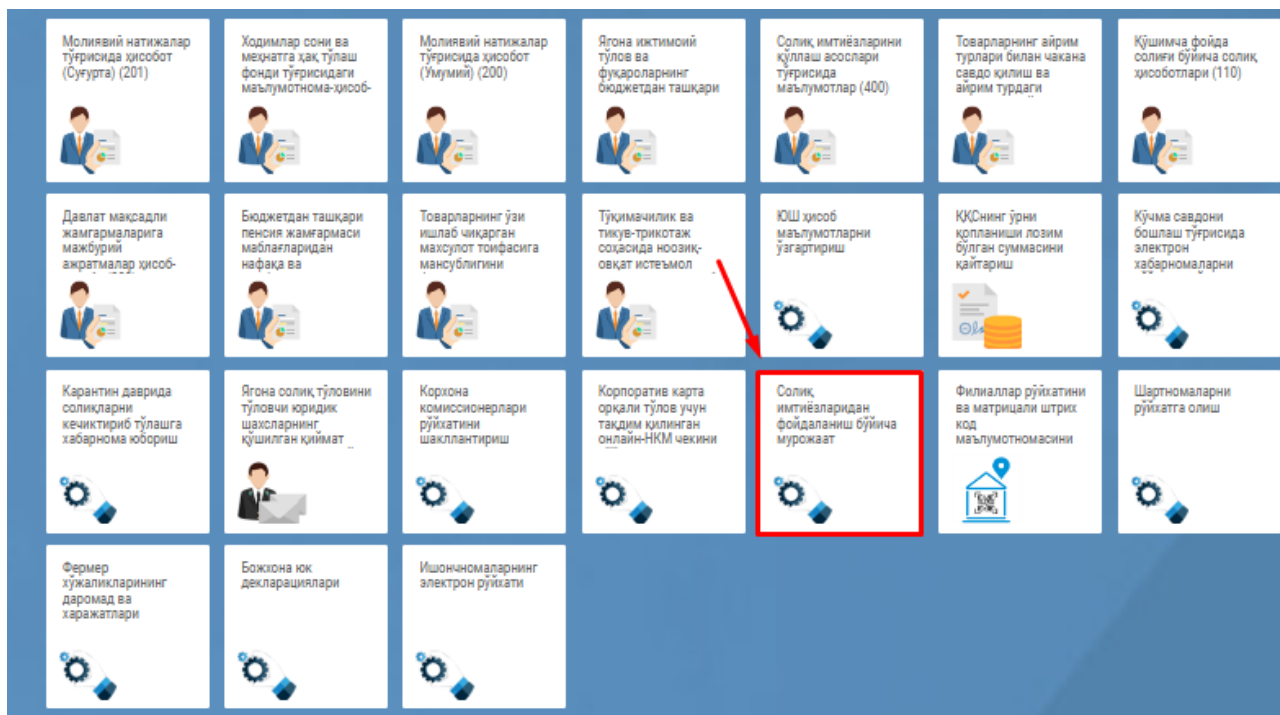 Молиявий натижалар
тўғрисида ҳисобот
(Суғурта) (201)
Ходимлар сони ва
меҳнатга ҳақ тўлаш
фонди тўғрисидаги
маълумотнома-ҳисоб-
Молиявий натижалар
тўғрисида ҳисобот
(Умумий) (200)
Ягона ижтимоий
тўлов ва
фуқароларнинг
бюджетдан ташқари
Солиқ имтиёзларини
қўллаш асослари
тўғрисида
маълумотлар (400)
Товарларнинг айрим
турлари билан чакана
савдо қилиш ва
айрим турдаги
Қўшимча фойда
солиғи бўйича солиқ
ҳисоботлари (110)
Давлат мақсадли
жамғармаларига
мажбурий
ажратмалар ҳисоб-
Бюджетдан ташқари
пенсия жамғармаси
маблағларидан
нафақа ва
Товарларнинг ўзи
ишлаб чиқарган
махсулот тоифасига
мансублигини
Тўқимачилик ва
тикув-трикотаж
соҳасида ноозиқ-
овқат истеъмол
ЮШ ҳисоб
маълумотларни
ўзгартириш
ҚҚСнинг ўрни
қопланиши лозим
бўлган суммасини
қайтариш
Кўчма савдони
бошлаш тўғрисида
электрон
хабарномаларни
Карантин даврида
солиқларни
кечиктириб тўлашга
хабарнома юбориш
Ягона солиқ тўловини
тўловчи юридик
шахсларнинг
қўшилган қиймат
Корхона
комиссионерлари
рўйхатини
шакллантириш
Корпоратив карта
орқали тўлов учун
тақдим қилинган
онлайн-НКМ чекини
Солиқ
имтиёзларидан
фойдаланиш бўйича
мурожаат
Филиаллар рўйхатини
ва матрицали штрих
код
маълумотномасини
Шартномаларни
рўйхатга олиш
Фермер
хўжаликларининг
даромад ва
харажатлари
Божхона юк
декларациялари
Ишончномаларнинг
электрон рўйхати